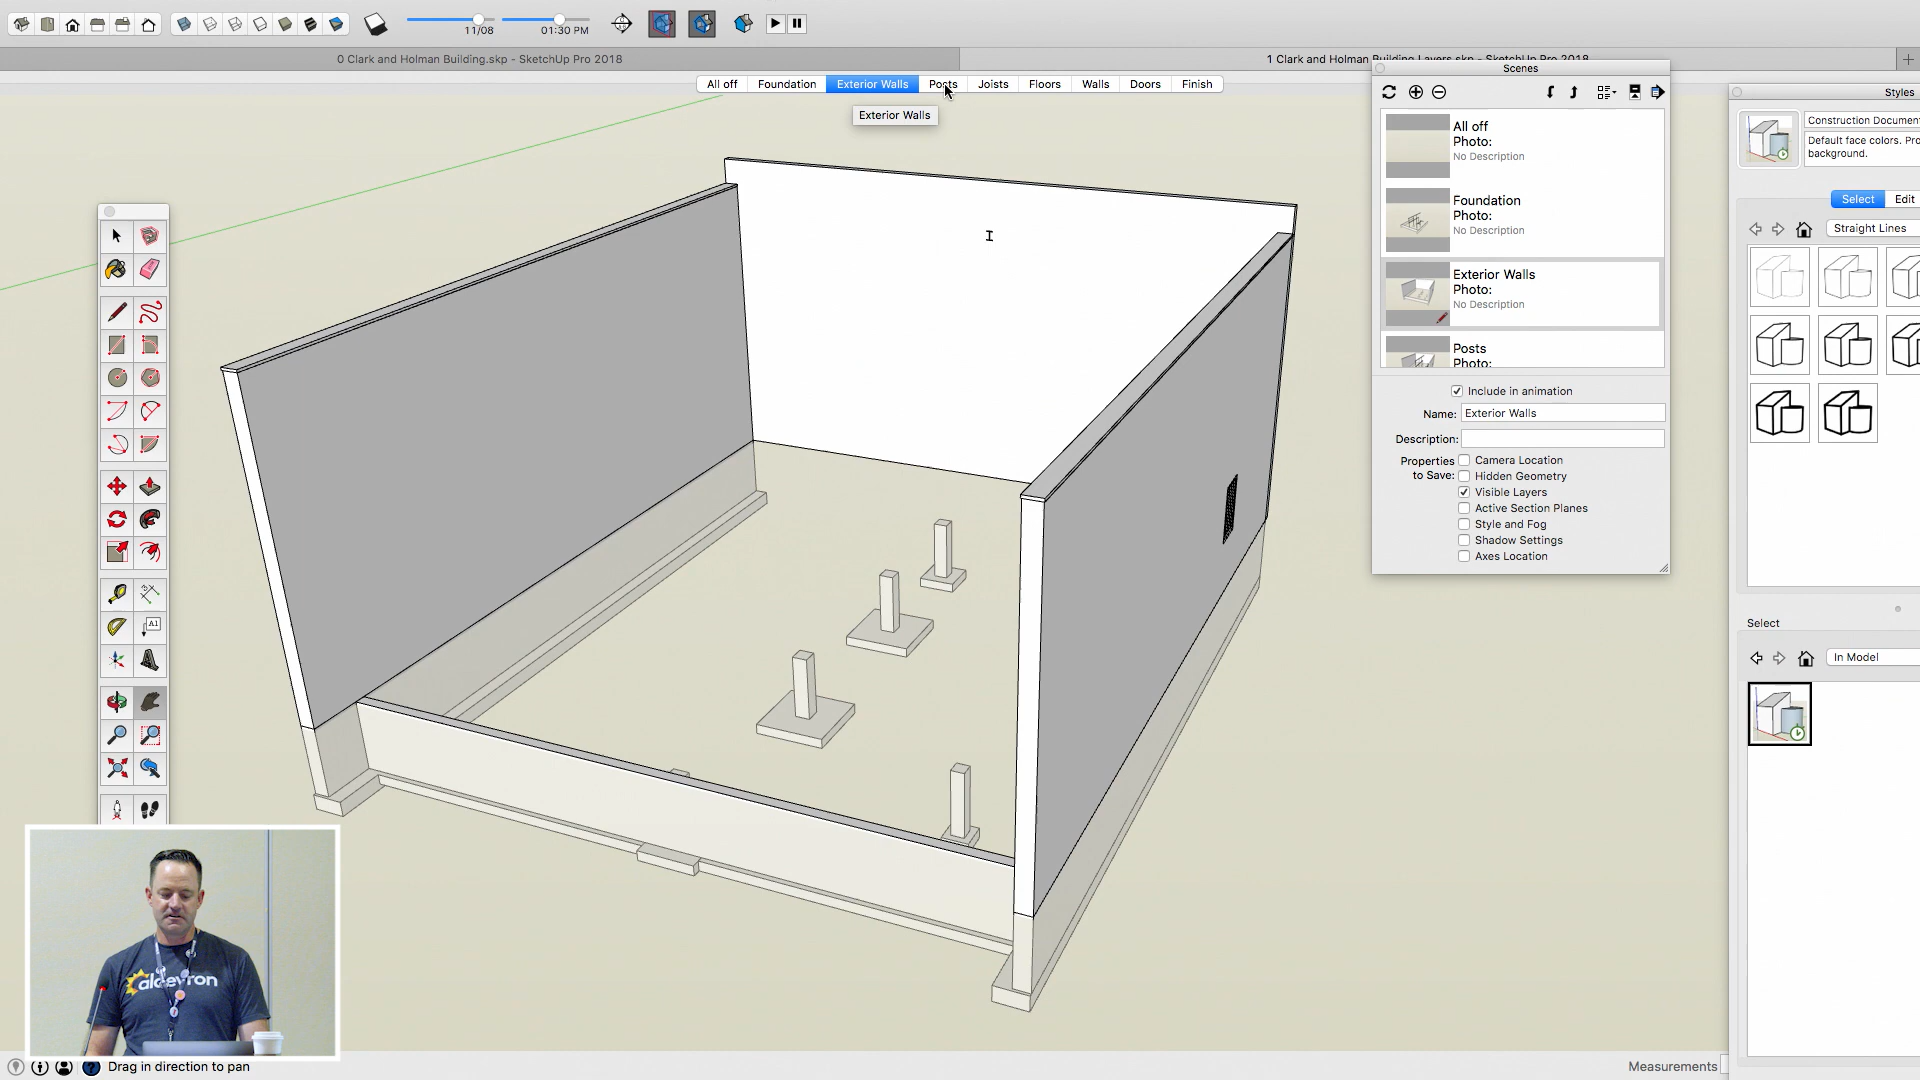 11/08
01:30 PM
0 Clark and Holman Building.skp - SketchUp Pro 2018
1 Clark and Holman Building Layers.skp - SketchUp Pro 2018
All off
Foundation
Exterior Walls
Posts
Joists
Floors
Walls
Doors
Finish
Exterior Walls
Scenes
All off
Photo:
No Description
Foundation
Photo:
No Description
Exterior Walls
Photo:
No Description
Posts
Photo:
Include in animation
Name: Exterior Walls
Description:
Properties
to Save:
Camera Location
Hidden Geometry
Visible Layers
Active Section Planes
Style and Fog
Shadow Settings
Axes Location
Styles
Construction Document
Default face colors. Pro
background.
Select
Edit
Straight Lines
Select
In Model
A1
aldevron
Drag in direction to pan
Measurements